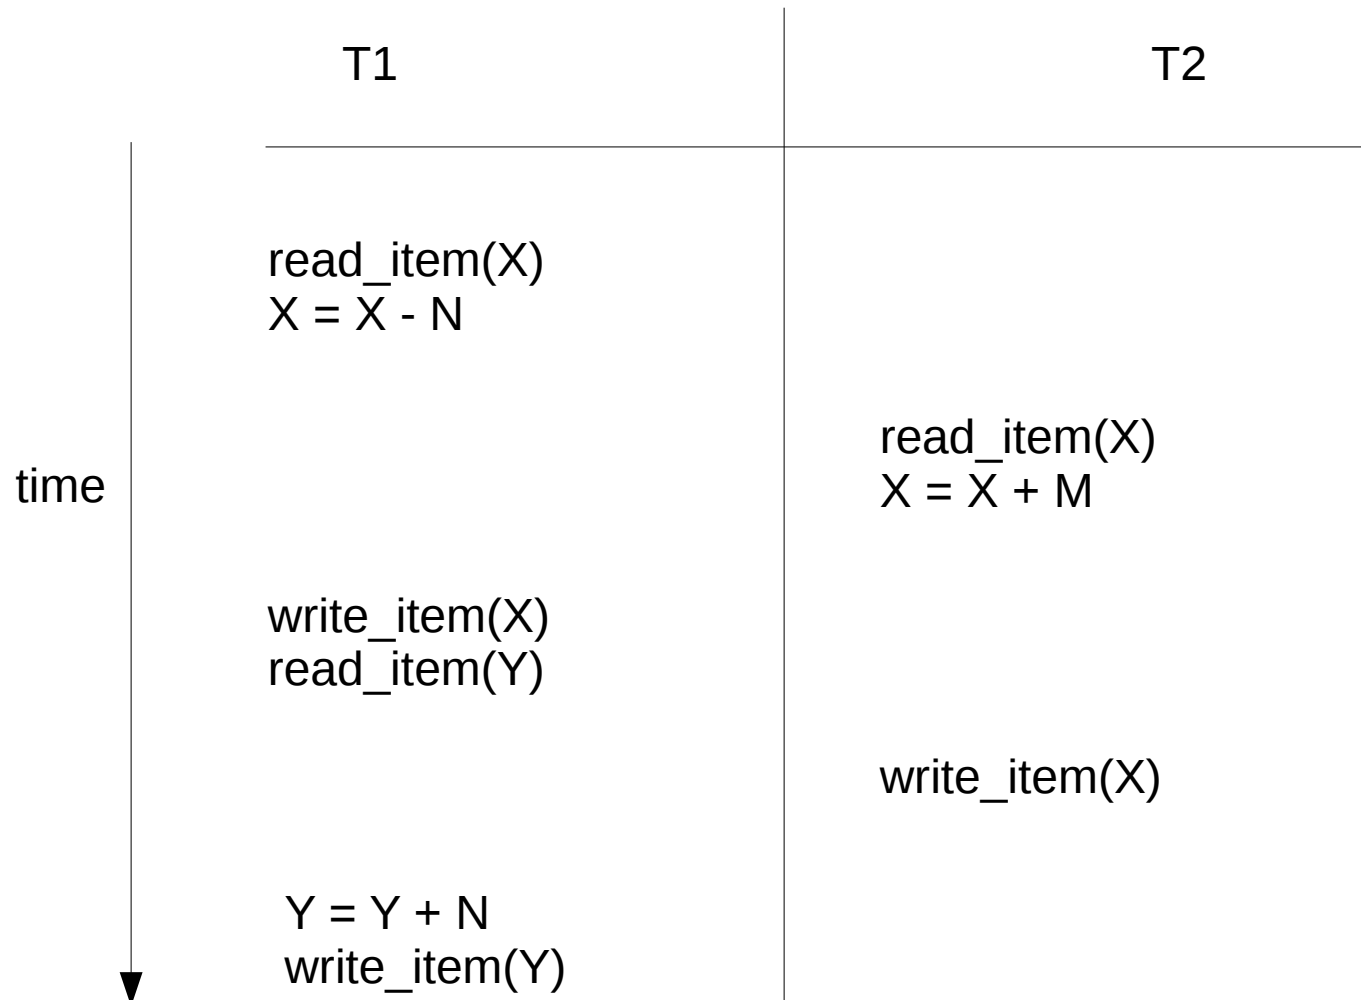 T1 T2
read_item(X)
X = X - N
read_item(X)
time
X = X + M
write_item(X)
read_item(Y)
write_item(X)
Y = Y + N
write_item(Y)